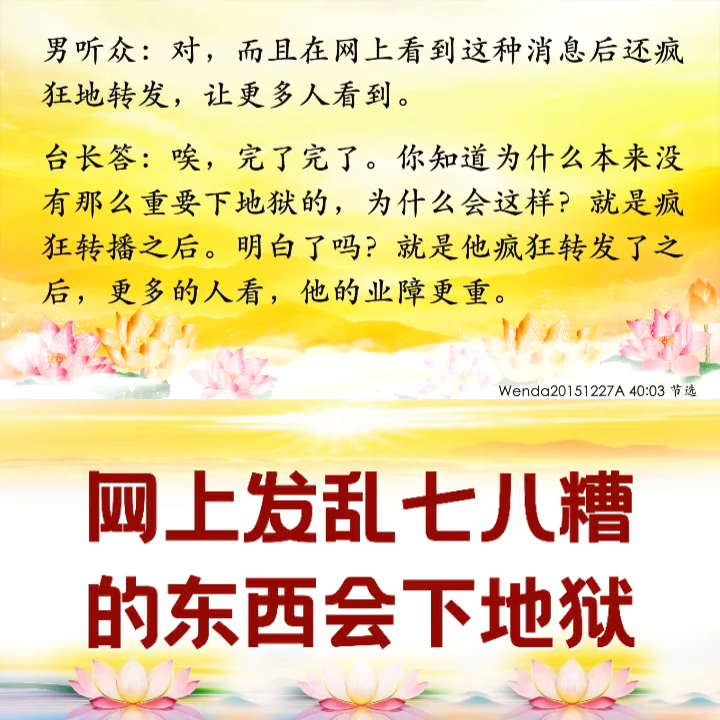 男听众：对，而且在网上看到这种消息后还疯
狂地转发，让更多人看到。
台长答：唉，完了完了。你知道为什么本来没
有那么重要下地狱的，为什么会这样？就是疯
狂转播之后。明白了吗？就是他疯狂转发了之
后，更多的人看，他的业障更重。
Wenda20151227A 40:03 节选
网上发乱七八糟
的东西会下地狱